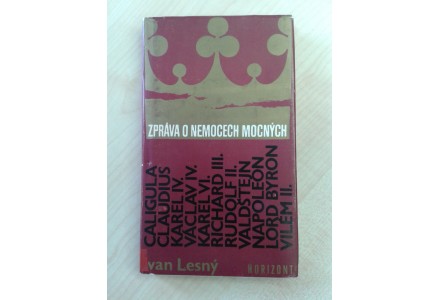 ZPRÁVA O NEMOCECH MOCNÝCH
CALIGULA
CLAUDIUS
KAREL IV.
VÁCLAV IV.
KAREL VI.
RICHARD III.
RUDOLF II.
VALDŠTEJN
NAPOLEON
LORD BYRON
VILÉM II.
van Lesný
HORIZONT